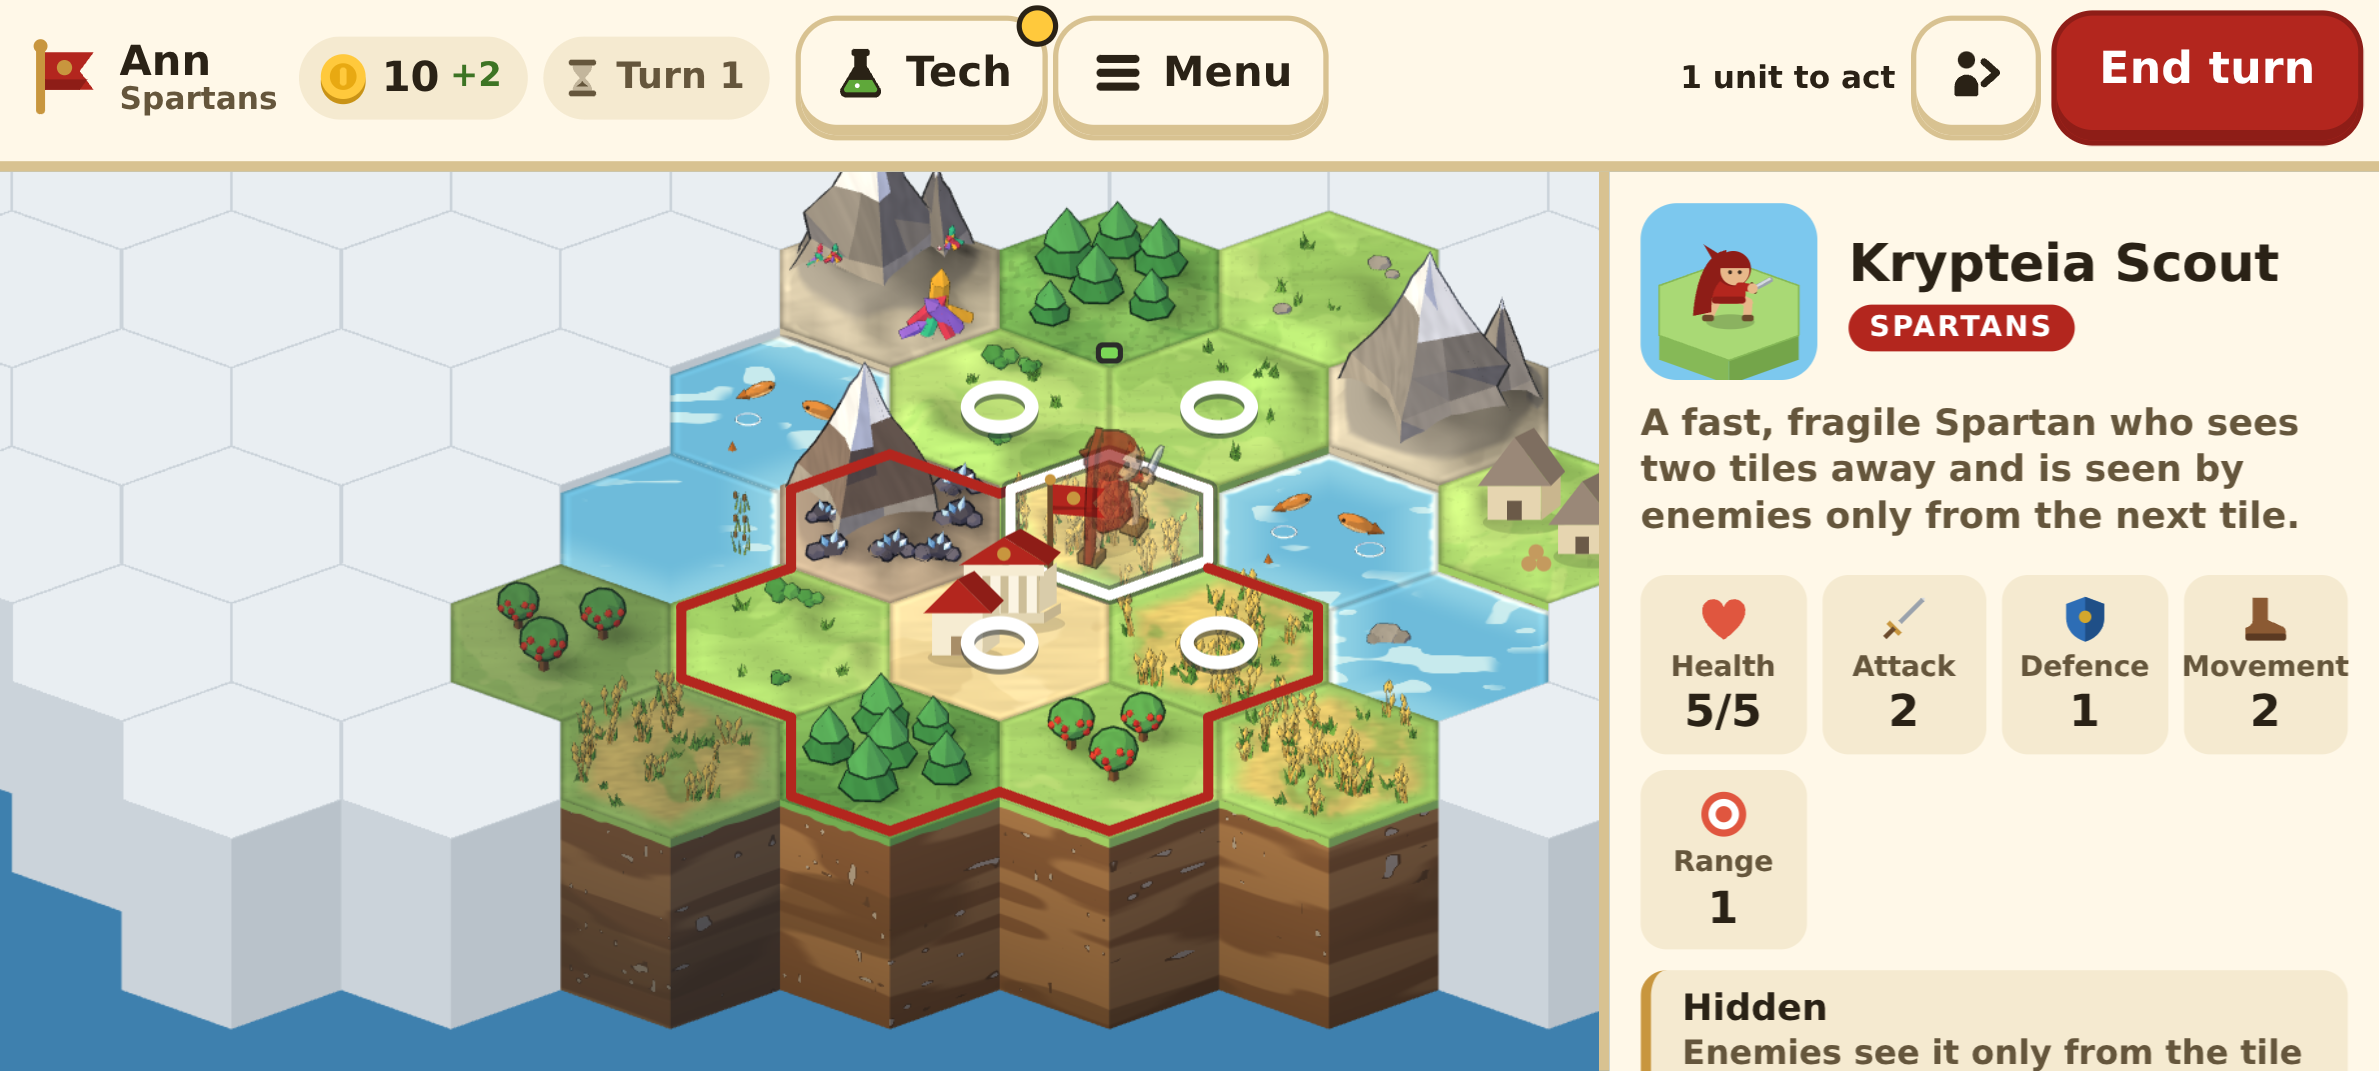 Ann
Spartans
10 +2
Turn 1
Tech
Menu
1 unit to act
End turn
Krypteia Scout
SPARTANS
A fast, fragile Spartan who sees
two tiles away and is seen by
enemies only from the next tile.
Health
5/5
Attack
2
Defence
1
Movement
2
Range
1
Hidden
Enemies see it only from the tile